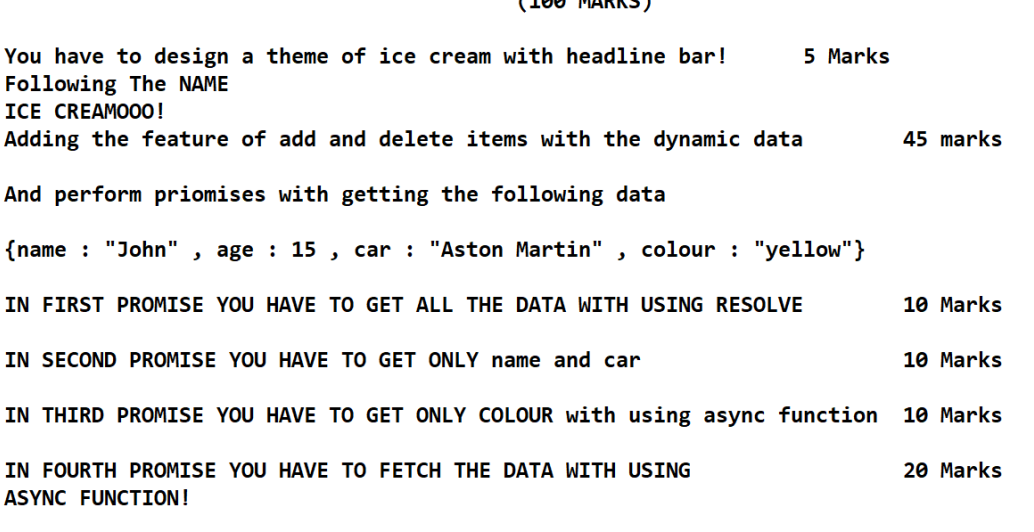 (100 MARKS)
You have to design a theme of ice cream with headline bar! 5 Marks
Following The NAME
ICE CREAMOOO!
Adding the feature of add and delete items with the dynamic data 45 marks
And perform priomises with getting the following data
{name : "John" , age : 15 , car : "Aston Martin" , colour : "yellow"}
IN FIRST PROMISE YOU HAVE TO GET ALL THE DATA WITH USING RESOLVE 10 Marks
IN SECOND PROMISE YOU HAVE TO GET ONLY name and car 10 Marks
IN THIRD PROMISE YOU HAVE TO GET ONLY COLOUR with using async function 10 Marks
IN FOURTH PROMISE YOU HAVE TO FETCH THE DATA WITH USING 20 Marks
ASYNC FUNCTION!